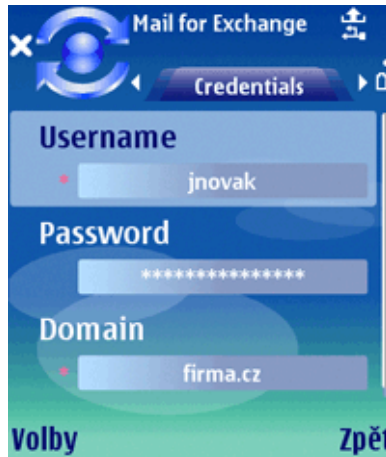 Mail for Exchange
Credentials
Username
* jnovak
Password
***************
Domain
* firma.cz
Volby Zpět